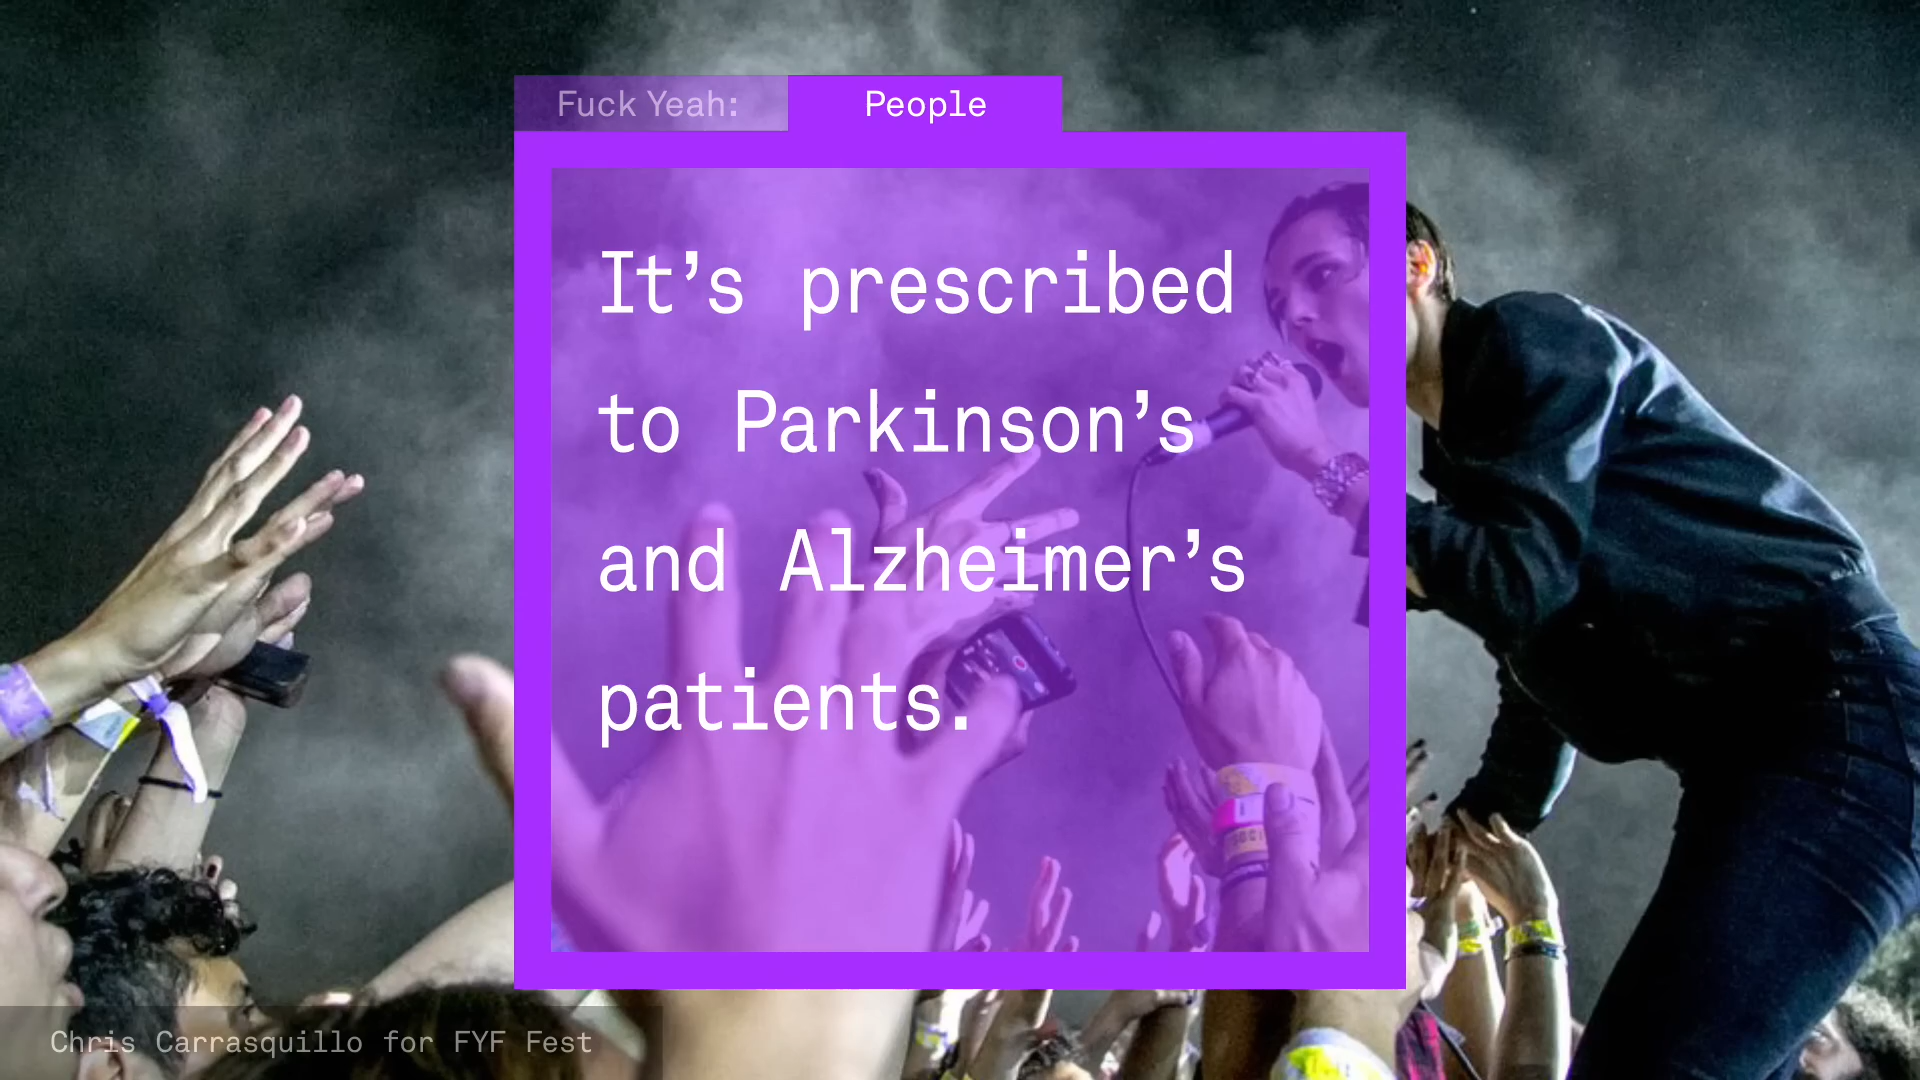 Fuck Yeah: People
It’s prescribed
to Parkinson’s
and Alzheimer’s
patients.
Chris Carrasquillo for FYF Fest